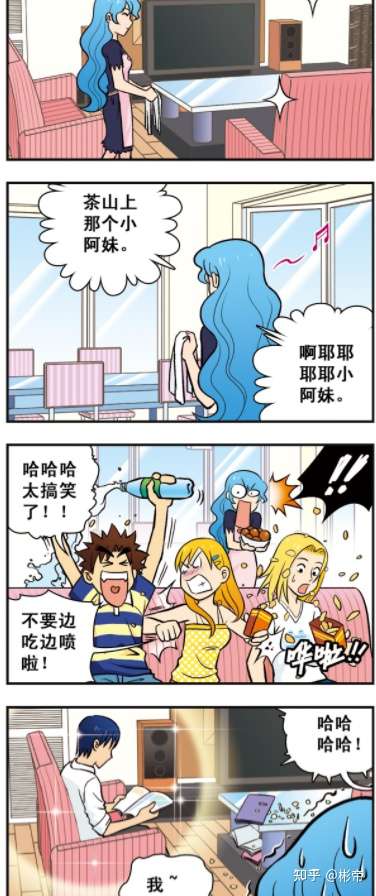 茶山上
那个小
阿妹。
啊耶耶
耶耶小
阿妹。
哈哈哈
太搞笑
了！！
!!
不要边
吃边喷
啦！
哗啦!!!
哈哈
哈哈！
我~
知乎 @彬帝